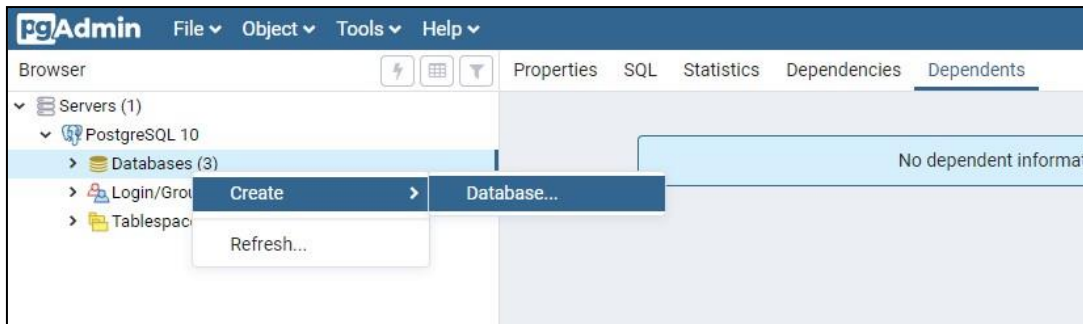 pgAdmin File Object Tools Help
Browser Properties SQL Statistics Dependencies Dependents
Servers (1)
PostgreSQL 10
Databases (3) No dependent
Create Database...
Refresh...